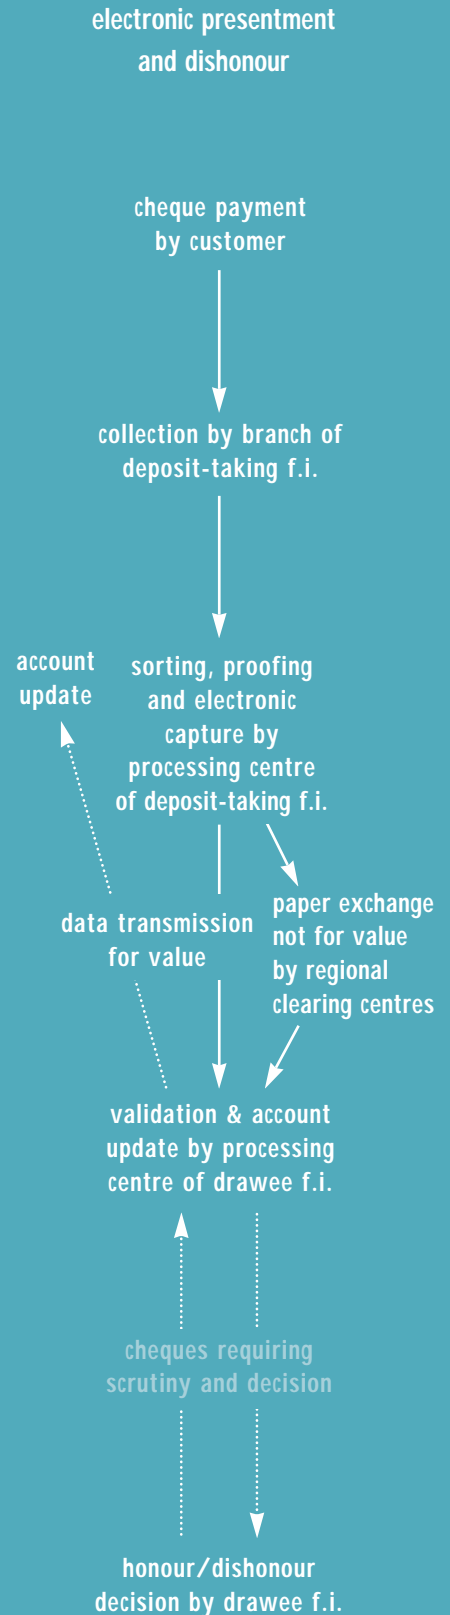 electronic presentment
and dishonour
cheque payment
by customer
collection by branch of
deposit-taking f.i.
account
update
sorting, proofing
and electronic
capture by
processing centre
of deposit-taking f.i.
data transmission
for value
paper exchange
not for value
by regional
clearing centres
validation & account
update by processing
centre of drawee f.i.
cheques requiring
scrutiny and decision
honour/dishonour
decision by drawee f.i.